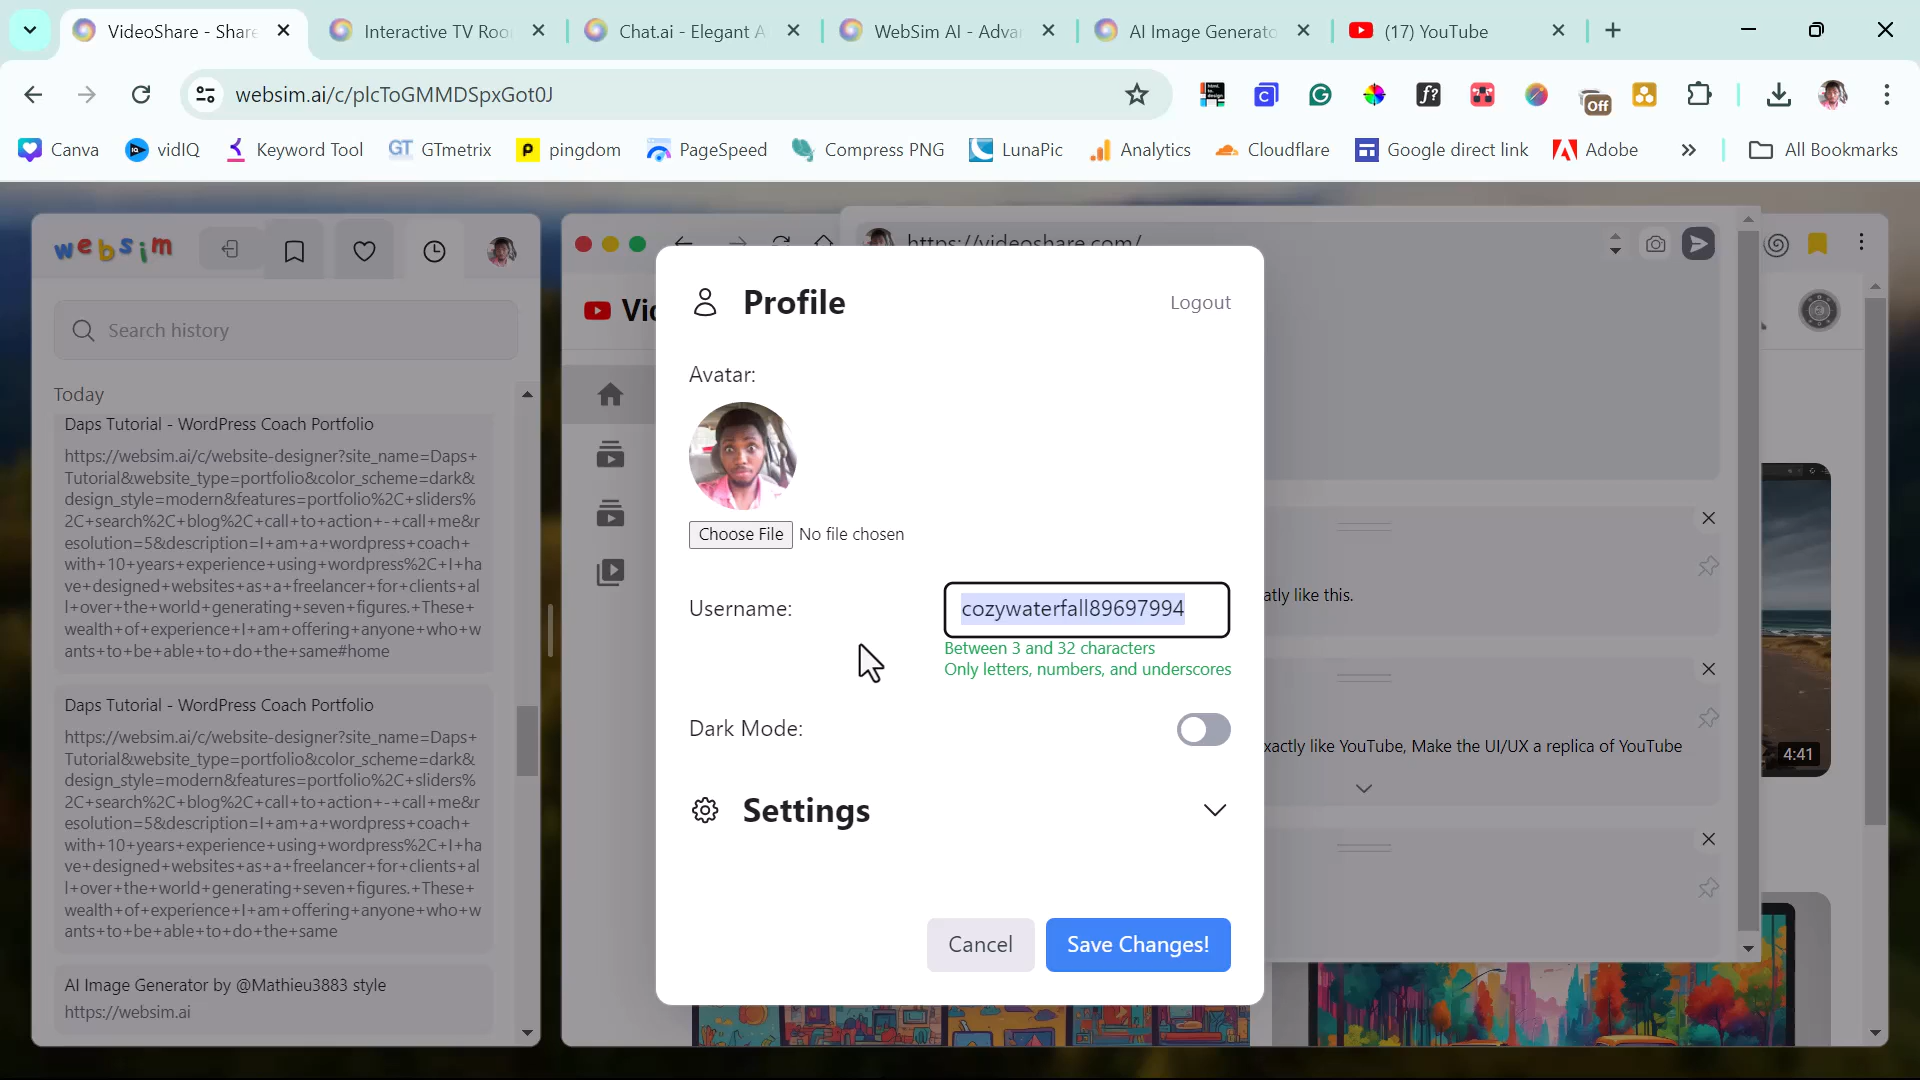 VideoShare - Share
Interactive TV Roo
Chat.ai - Elegant A
WebSim AI - Adva
AI Image Generato
(17) YouTube
websim.ai/c/plcToGMMDSpxGot0J
Off
Canva
vidIQ
Keyword Tool
GTmetrix
pingdom
PageSpeed
Compress PNG
LunaPic
Analytics
Cloudflare
Google direct link
Adobe
All Bookmarks
websim
https://videoshare.com/
Search history
Today
Daps Tutorial - WordPress Coach Portfolio
https://websim.ai/c/website-designer?site_name=Daps+
Tutorial&website_type=portfolio&color_scheme=dark&
design_style=modern&features=portfolio%2C+sliders%
2C+search%2C+blog%2C+call+to+action+-+call+me&r
esolution=5&description=I+am+a+wordpress+coach+
with+10+years+experience+using+wordpress%2C+I+ha
ve+designed+websites+as+a+freelancer+for+clients+al
l+over+the+world+generating+seven+figures.+These+
wealth+of+experience+I+am+offering+anyone+who+w
ants+to+be+able+to+do+the+same#home
Daps Tutorial - WordPress Coach Portfolio
https://websim.ai/c/website-designer?site_name=Daps+
Tutorial&website_type=portfolio&color_scheme=dark&
design_style=modern&features=portfolio%2C+sliders%
2C+search%2C+blog%2C+call+to+action+-+call+me&r
esolution=5&description=I+am+a+wordpress+coach+
with+10+years+experience+using+wordpress%2C+I+ha
ve+designed+websites+as+a+freelancer+for+clients+al
l+over+the+world+generating+seven+figures.+These+
wealth+of+experience+I+am+offering+anyone+who+w
ants+to+be+able+to+do+the+same
AI Image Generator by @Mathieu3883 style
https://websim.ai
Vi
Profile
Logout
Avatar:
Choose File No file chosen
Username:
cozywaterfall89697994
Between 3 and 32 characters
Only letters, numbers, and underscores
Dark Mode:
Settings
Cancel
Save Changes!
atly like this.
xactly like YouTube, Make the UI/UX a replica of YouTube
4:41